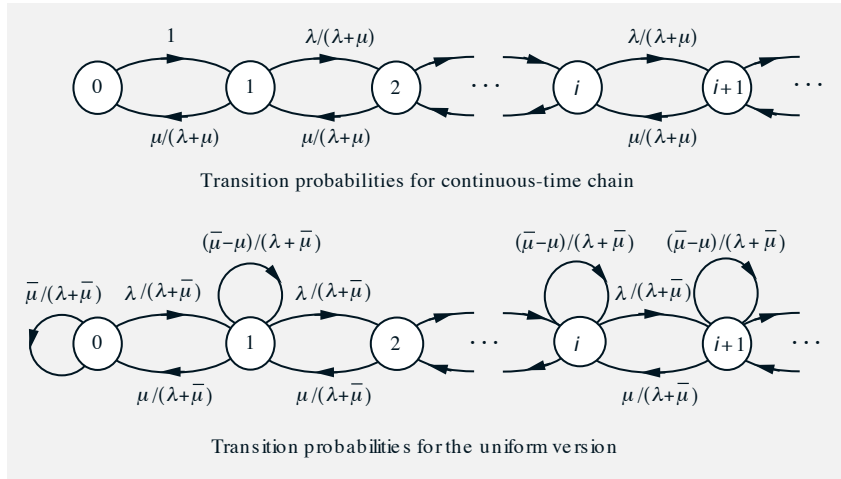 1 λ/(λ+μ) λ/(λ+μ)
0 1 2 ··· i i+1 ···
μ/(λ+μ) μ/(λ+μ) μ/(λ+μ)
Transition probabilities for continuous-time chain
(μ̅−μ)/(λ+μ̅) (μ̅−μ)/(λ+μ̅) (μ̅−μ)/(λ+μ̅)
μ̅/(λ+μ̅) λ/(λ+μ̅) λ/(λ+μ̅) λ/(λ+μ̅)
0 1 2 ··· i i+1 ···
μ/(λ+μ̅) μ/(λ+μ̅) μ/(λ+μ̅)
Transition probabilities for the uniform version